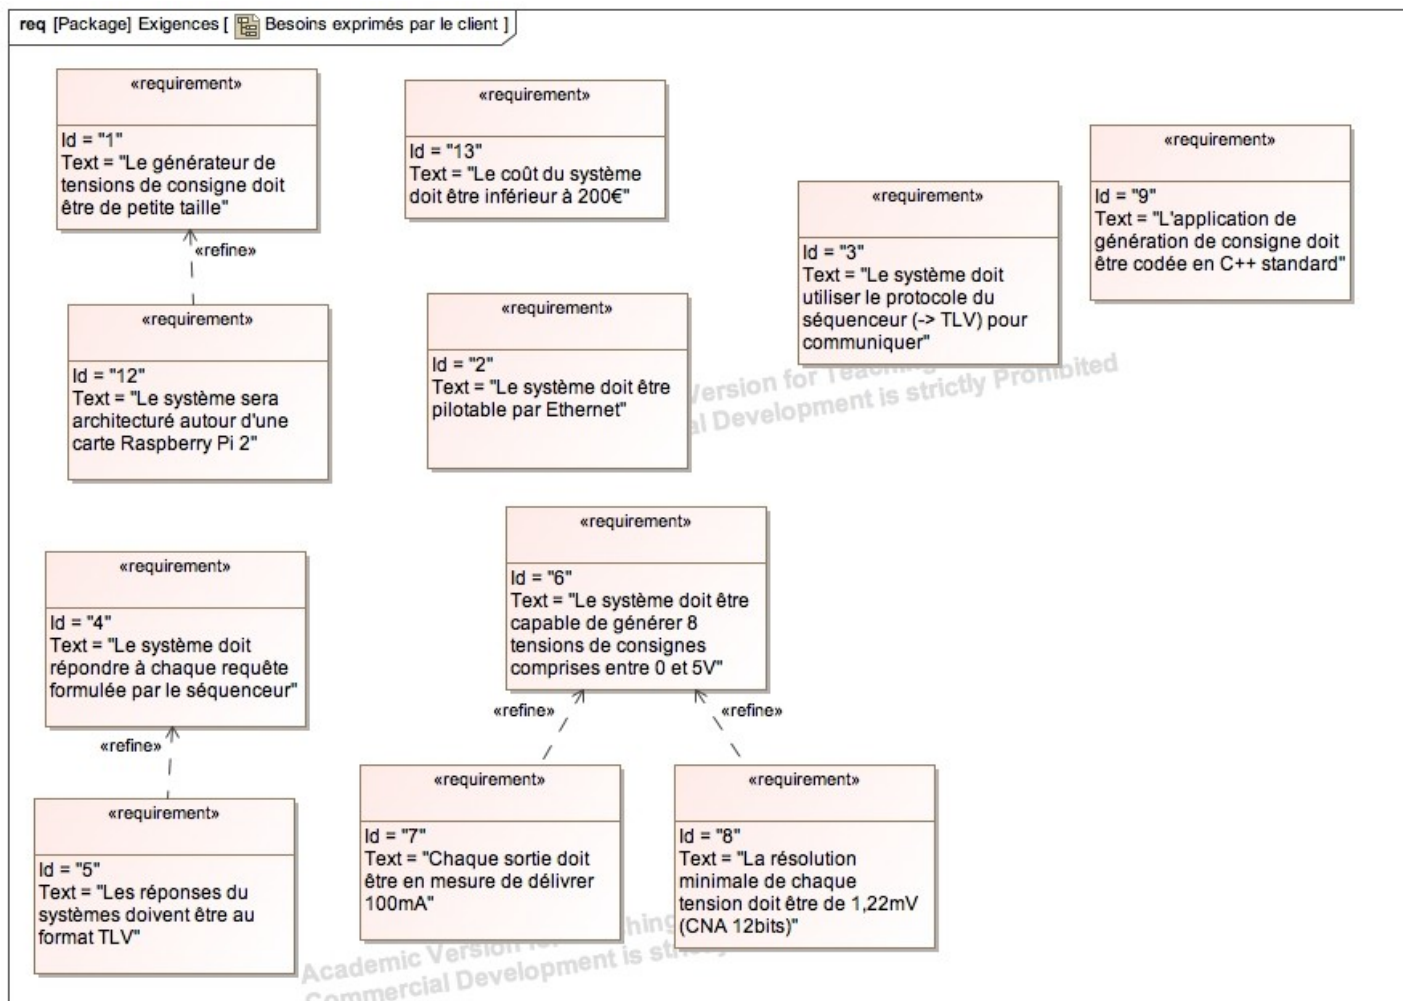 req [Package] Exigences [ Besoins exprimés par le client ]
«requirement»
Id = "1"
Text = "Le générateur de
tensions de consigne doit
être de petite taille"
«requirement»
Id = "13"
Text = "Le coût du système
doit être inférieur à 200€"
«requirement»
Id = "3"
Text = "Le système doit
utiliser le protocole du
séquenceur (-> TLV) pour
communiquer"
«requirement»
Id = "9"
Text = "L'application de
génération de consigne doit
être codée en C++ standard"
«refine»
«requirement»
Id = "12"
Text = "Le système sera
architecturé autour d'une
carte Raspberry Pi 2"
«requirement»
Id = "2"
Text = "Le système doit être
pilotable par Ethernet"
Version for Teaching
al Development is strictly Prohibited
«requirement»
Id = "4"
Text = "Le système doit
répondre à chaque requête
formulée par le séquenceur"
«requirement»
Id = "6"
Text = "Le système doit être
capable de générer 8
tensions de consignes
comprises entre 0 et 5V"
«refine»
«refine»
«refine»
«requirement»
Id = "5"
Text = "Les réponses du
systèmes doivent être au
format TLV"
«requirement»
Id = "7"
Text = "Chaque sortie doit
être en mesure de délivrer
100mA"
«requirement»
Id = "8"
Text = "La résolution
minimale de chaque
tension doit être de 1,22mV
(CNA 12bits)"
Academic Version
Commercial Development is